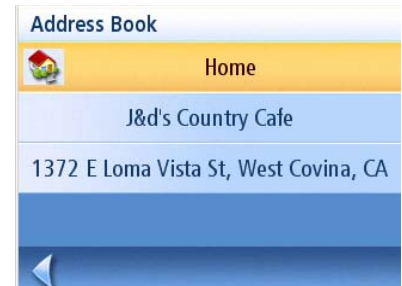 Address Book
Home
J&d's Country Cafe
1372 E Loma Vista St, West Covina, CA